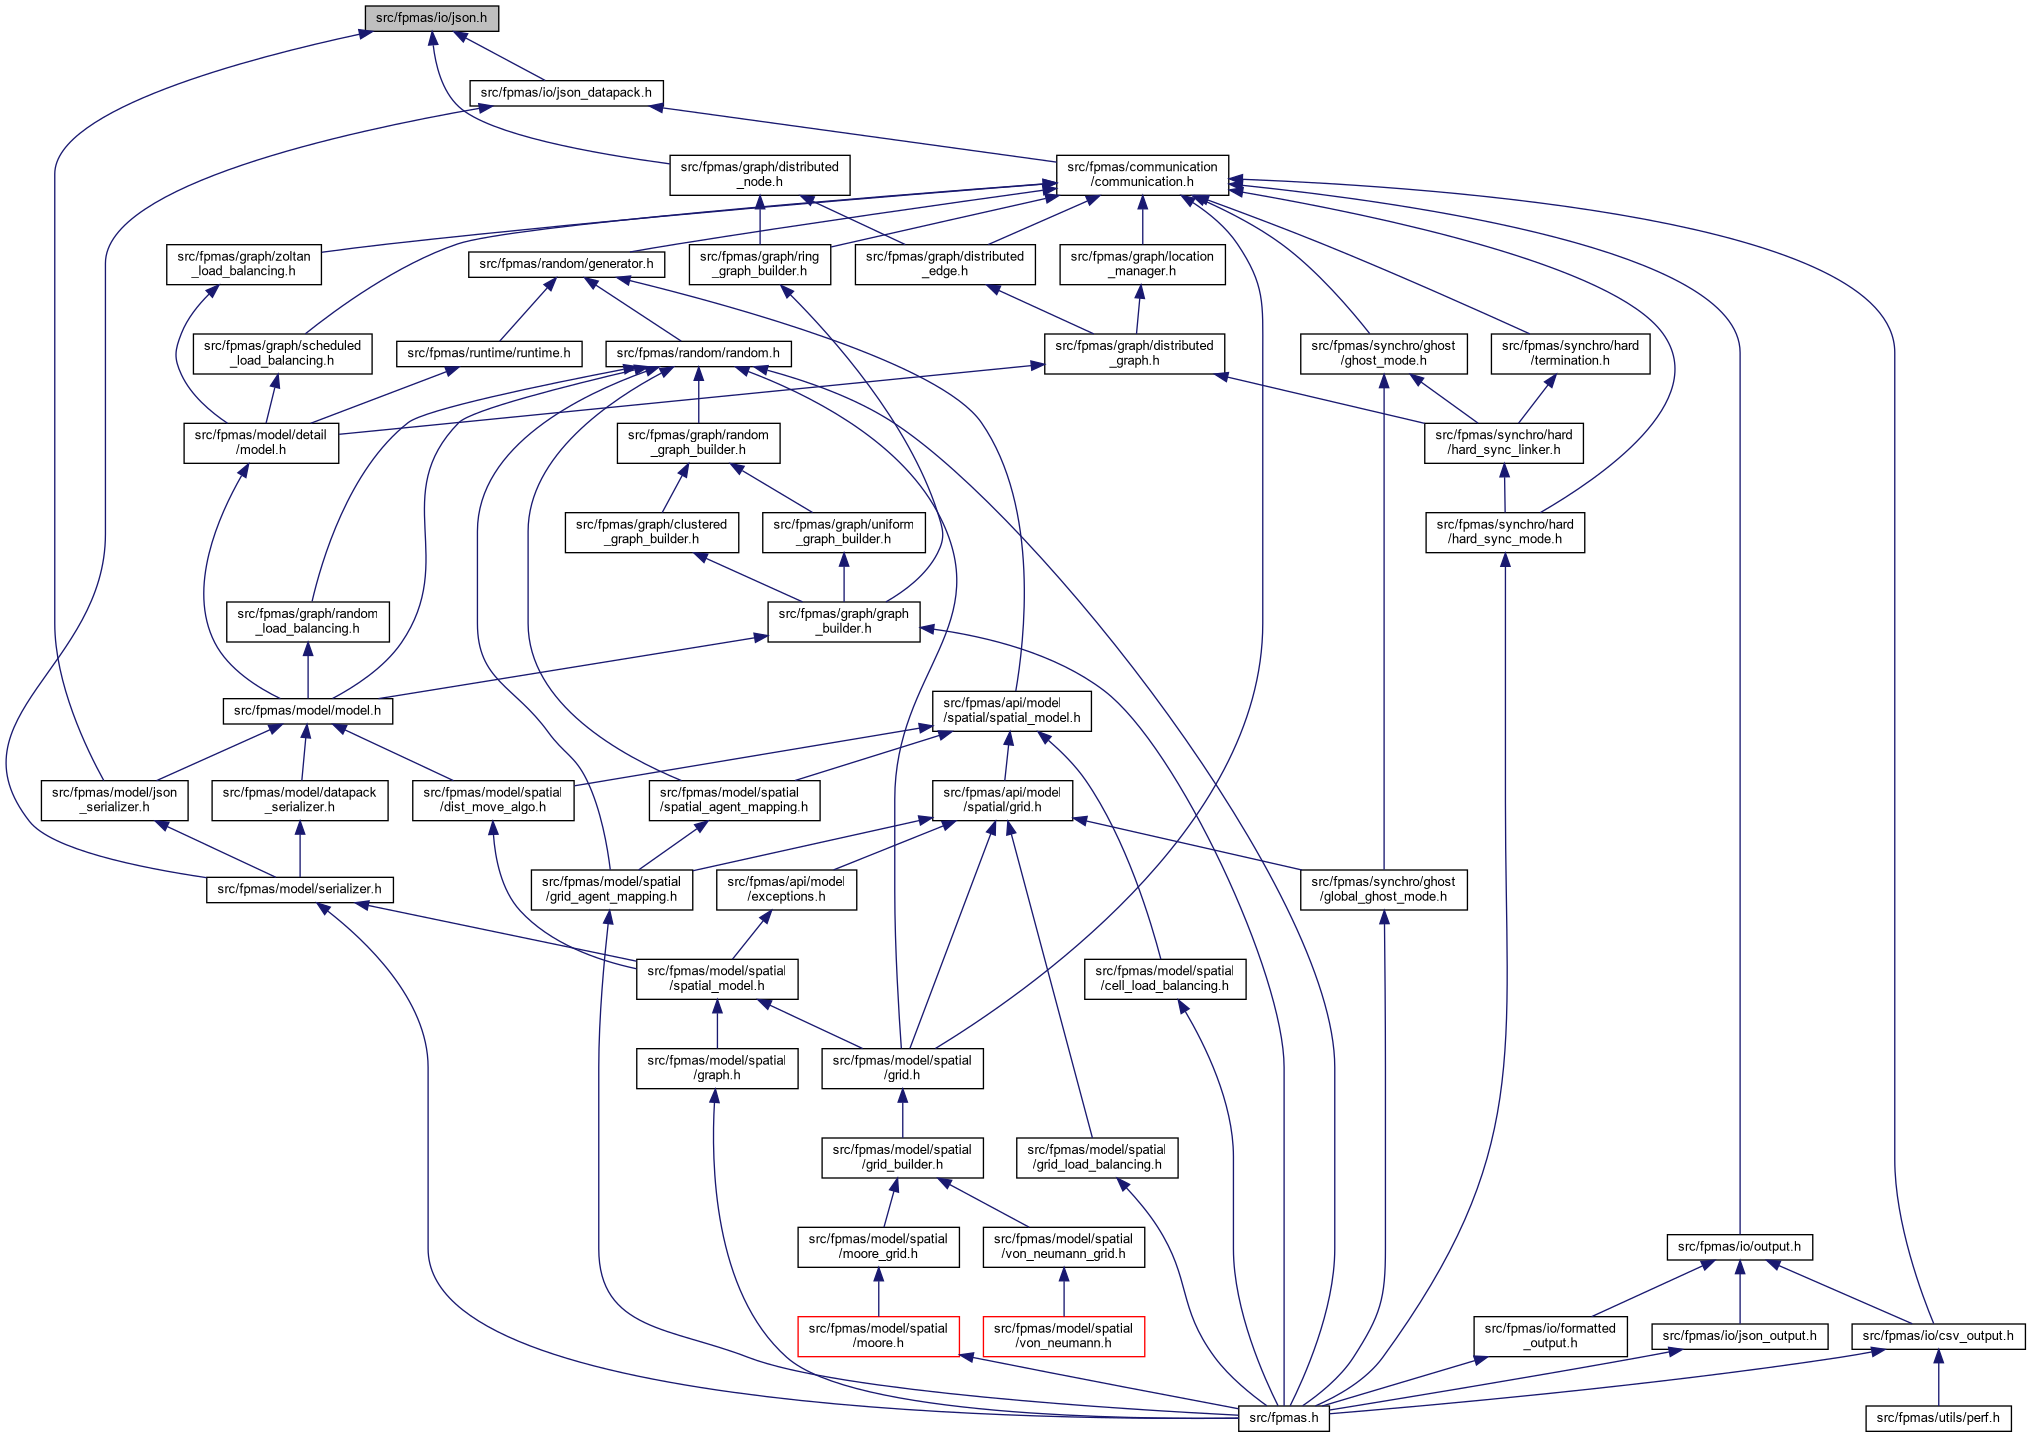 src/fpmas/io/json.h
src/fpmas/io/json_datapack.h
src/fpmas/graph/distributed
_node.h
src/fpmas/communication
/communication.h
src/fpmas/graph/zoltan
_load_balancing.h
src/fpmas/random/generator.h
src/fpmas/graph/ring
_graph_builder.h
src/fpmas/graph/distributed
_edge.h
src/fpmas/graph/location
_manager.h
src/fpmas/graph/scheduled
_load_balancing.h
src/fpmas/runtime/runtime.h
src/fpmas/random/random.h
src/fpmas/graph/distributed
_graph.h
src/fpmas/synchro/ghost
/ghost_mode.h
src/fpmas/synchro/hard
/termination.h
src/fpmas/model/detail
/model.h
src/fpmas/graph/random
_graph_builder.h
src/fpmas/synchro/hard
/hard_sync_linker.h
src/fpmas/graph/clustered
_graph_builder.h
src/fpmas/graph/uniform
_graph_builder.h
src/fpmas/synchro/hard
/hard_sync_mode.h
src/fpmas/graph/random
_load_balancing.h
src/fpmas/graph/graph
_builder.h
src/fpmas/model/model.h
src/fpmas/api/model
/spatial/spatial_model.h
src/fpmas/model/json
_serializer.h
src/fpmas/model/datapack
_serializer.h
src/fpmas/model/spatial
/dist_move_algo.h
src/fpmas/model/spatial
/spatial_agent_mapping.h
src/fpmas/api/model
/spatial/grid.h
src/fpmas/model/serializer.h
src/fpmas/model/spatial
/grid_agent_mapping.h
src/fpmas/api/model
/exceptions.h
src/fpmas/synchro/ghost
/global_ghost_mode.h
src/fpmas/model/spatial
/spatial_model.h
src/fpmas/model/spatial
/cell_load_balancing.h
src/fpmas/model/spatial
/graph.h
src/fpmas/model/spatial
/grid.h
src/fpmas/model/spatial
/grid_builder.h
src/fpmas/model/spatial
/grid_load_balancing.h
src/fpmas/model/spatial
/moore_grid.h
src/fpmas/model/spatial
/von_neumann_grid.h
src/fpmas/io/output.h
src/fpmas/model/spatial
/moore.h
src/fpmas/model/spatial
/von_neumann.h
src/fpmas/io/formatted
_output.h
src/fpmas/io/json_output.h
src/fpmas/io/csv_output.h
src/fpmas.h
src/fpmas/utils/perf.h